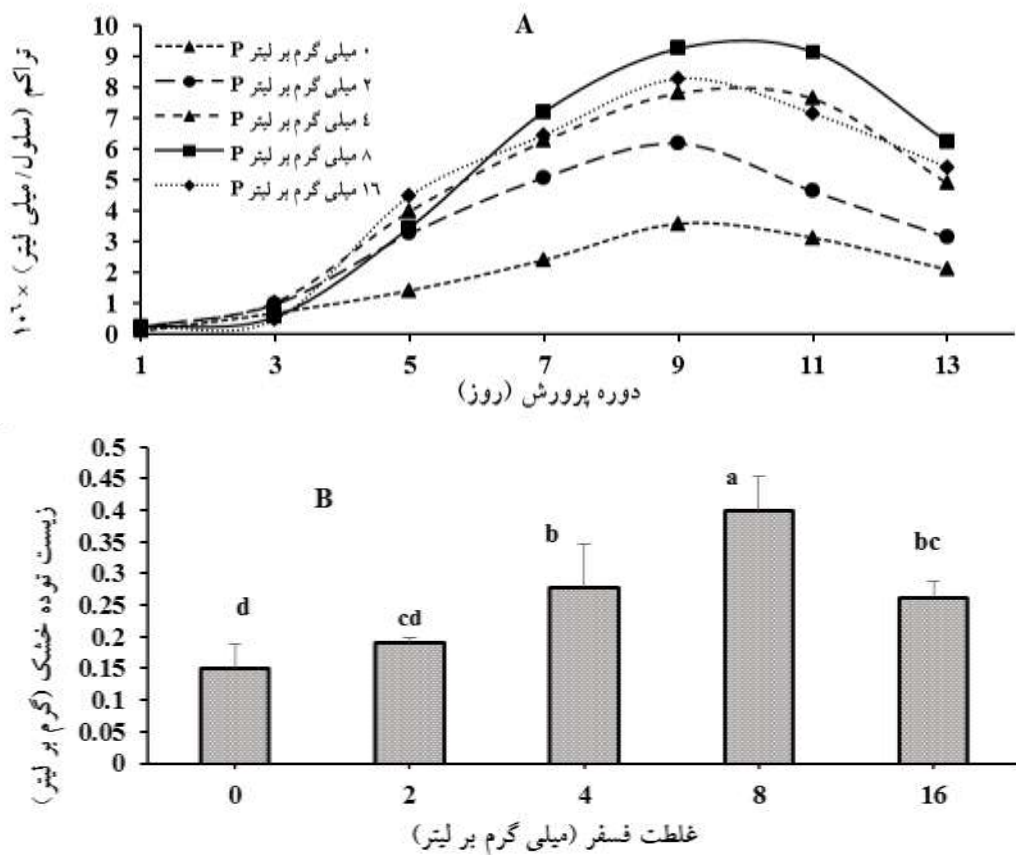 A
تراکم (سلول/میلی لیتر) ×۱۰⁶
10
9
8
7
6
5
4
3
2
1
0
۰ میلی گرم بر لیتر P
۲ میلی گرم بر لیتر P
٤ میلی گرم بر لیتر P
۸ میلی گرم بر لیتر P
۱٦ میلی گرم بر لیتر P
1 3 5 7 9 11 13
دوره پرورش (روز)
B
زیست توده خشک (گرم بر لیتر)
0.5
0.45
0.4
0.35
0.3
0.25
0.2
0.15
0.1
0.05
0
d cd b a bc
0 2 4 8 16
غلطت فسفر (میلی گرم بر لیتر)